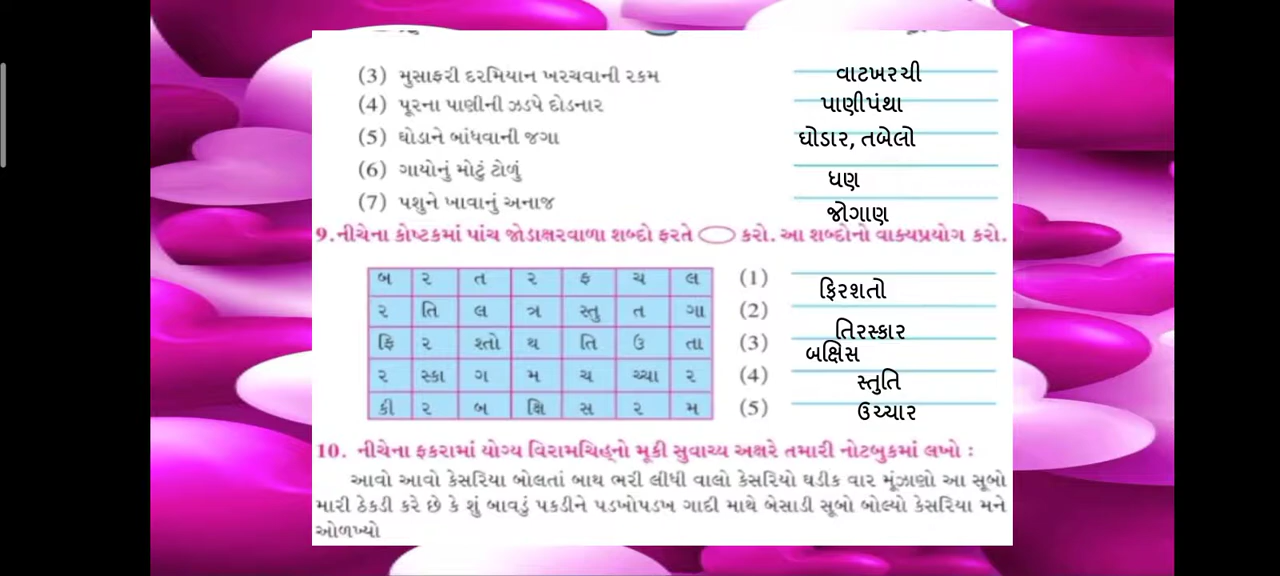 (3) મુસાફરી દરમિયાન ખરચવાની રકમ વાટખરચી
(4) પૂરના પાણીની ઝડપે દોડનાર પાણીપંથા
(5) ઘોડાને બાંધવાની જગા ઘોડાર, તબેલો
(6) ગાયોનું મોટું ટોળું ધણ
(7) પશુને ખાવાનું અનાજ જોગાણ
9. નીચેના કોષ્ટકમાં પાંચ જોડાક્ષરવાળા શબ્દો ફરતે કરો. આ શબ્દોનો વાક્યપ્રયોગ કરો.
બ ર ત ર ફ ચ લ (1) ફિરશતો
ર તિ લ ત્ર સ્તુ ત ગા (2) તિરસ્કાર
ફિ ર શ્તો થ તિ ઉ તા (3) બક્ષિસ
ર સ્કા ગ મ ચ ચ્ચા ર (4) સ્તુતિ
કી ર બ ક્ષિ સ ર મ (5) ઉચ્ચાર
10. નીચેના ફકરામાં યોગ્ય વિરામચિહ્નો મૂકી સુવાચ્ય અક્ષરે તમારી નોટબુકમાં લખો :
આવો આવો કેસરિયા બોલતાં બાથ ભરી લીધી વાલો કેસરિયો ઘડીક વાર મૂંઝાણો આ સૂબો
મારી ઠેકડી કરે છે કે શું બાવડું પકડીને પડખોપડખ ગાદી માથે બેસાડી સૂબો બોલ્યો કેસરિયા મને
ઓળખ્યો